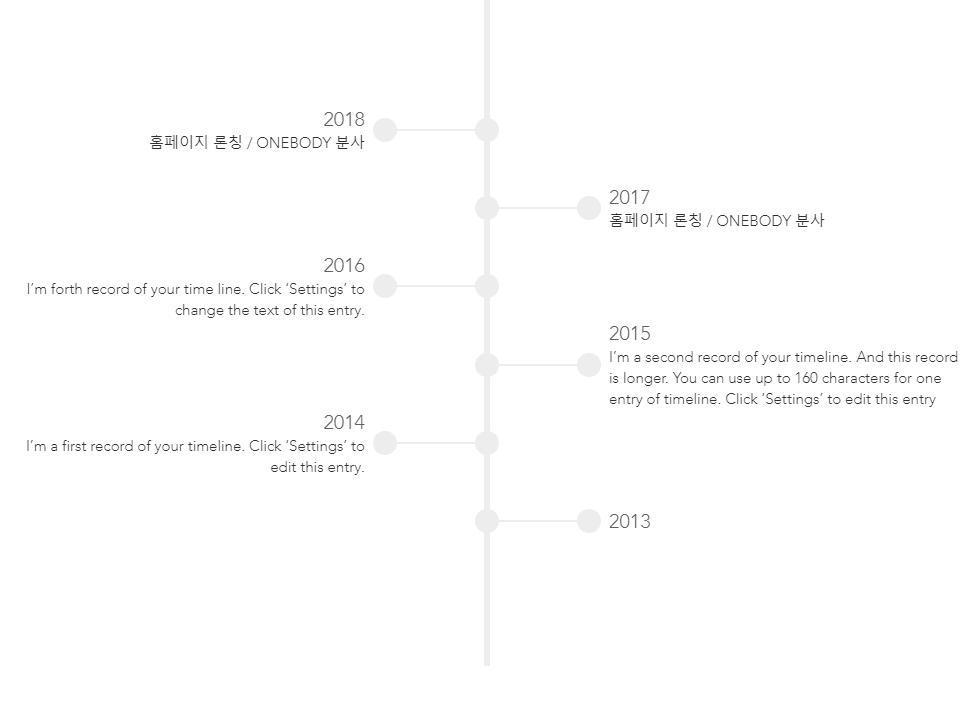 2018
홈페이지 론칭 / ONEBODY 분사
2017
홈페이지 론칭 / ONEBODY 분사
2016
I’m forth record of your time line. Click ‘Settings’ to
change the text of this entry.
2015
I’m a second record of your timeline. And this record
is longer. You can use up to 160 characters for one
entry of timeline. Click ‘Settings’ to edit this entry
2014
I’m a first record of your timeline. Click ‘Settings’ to
edit this entry.
2013